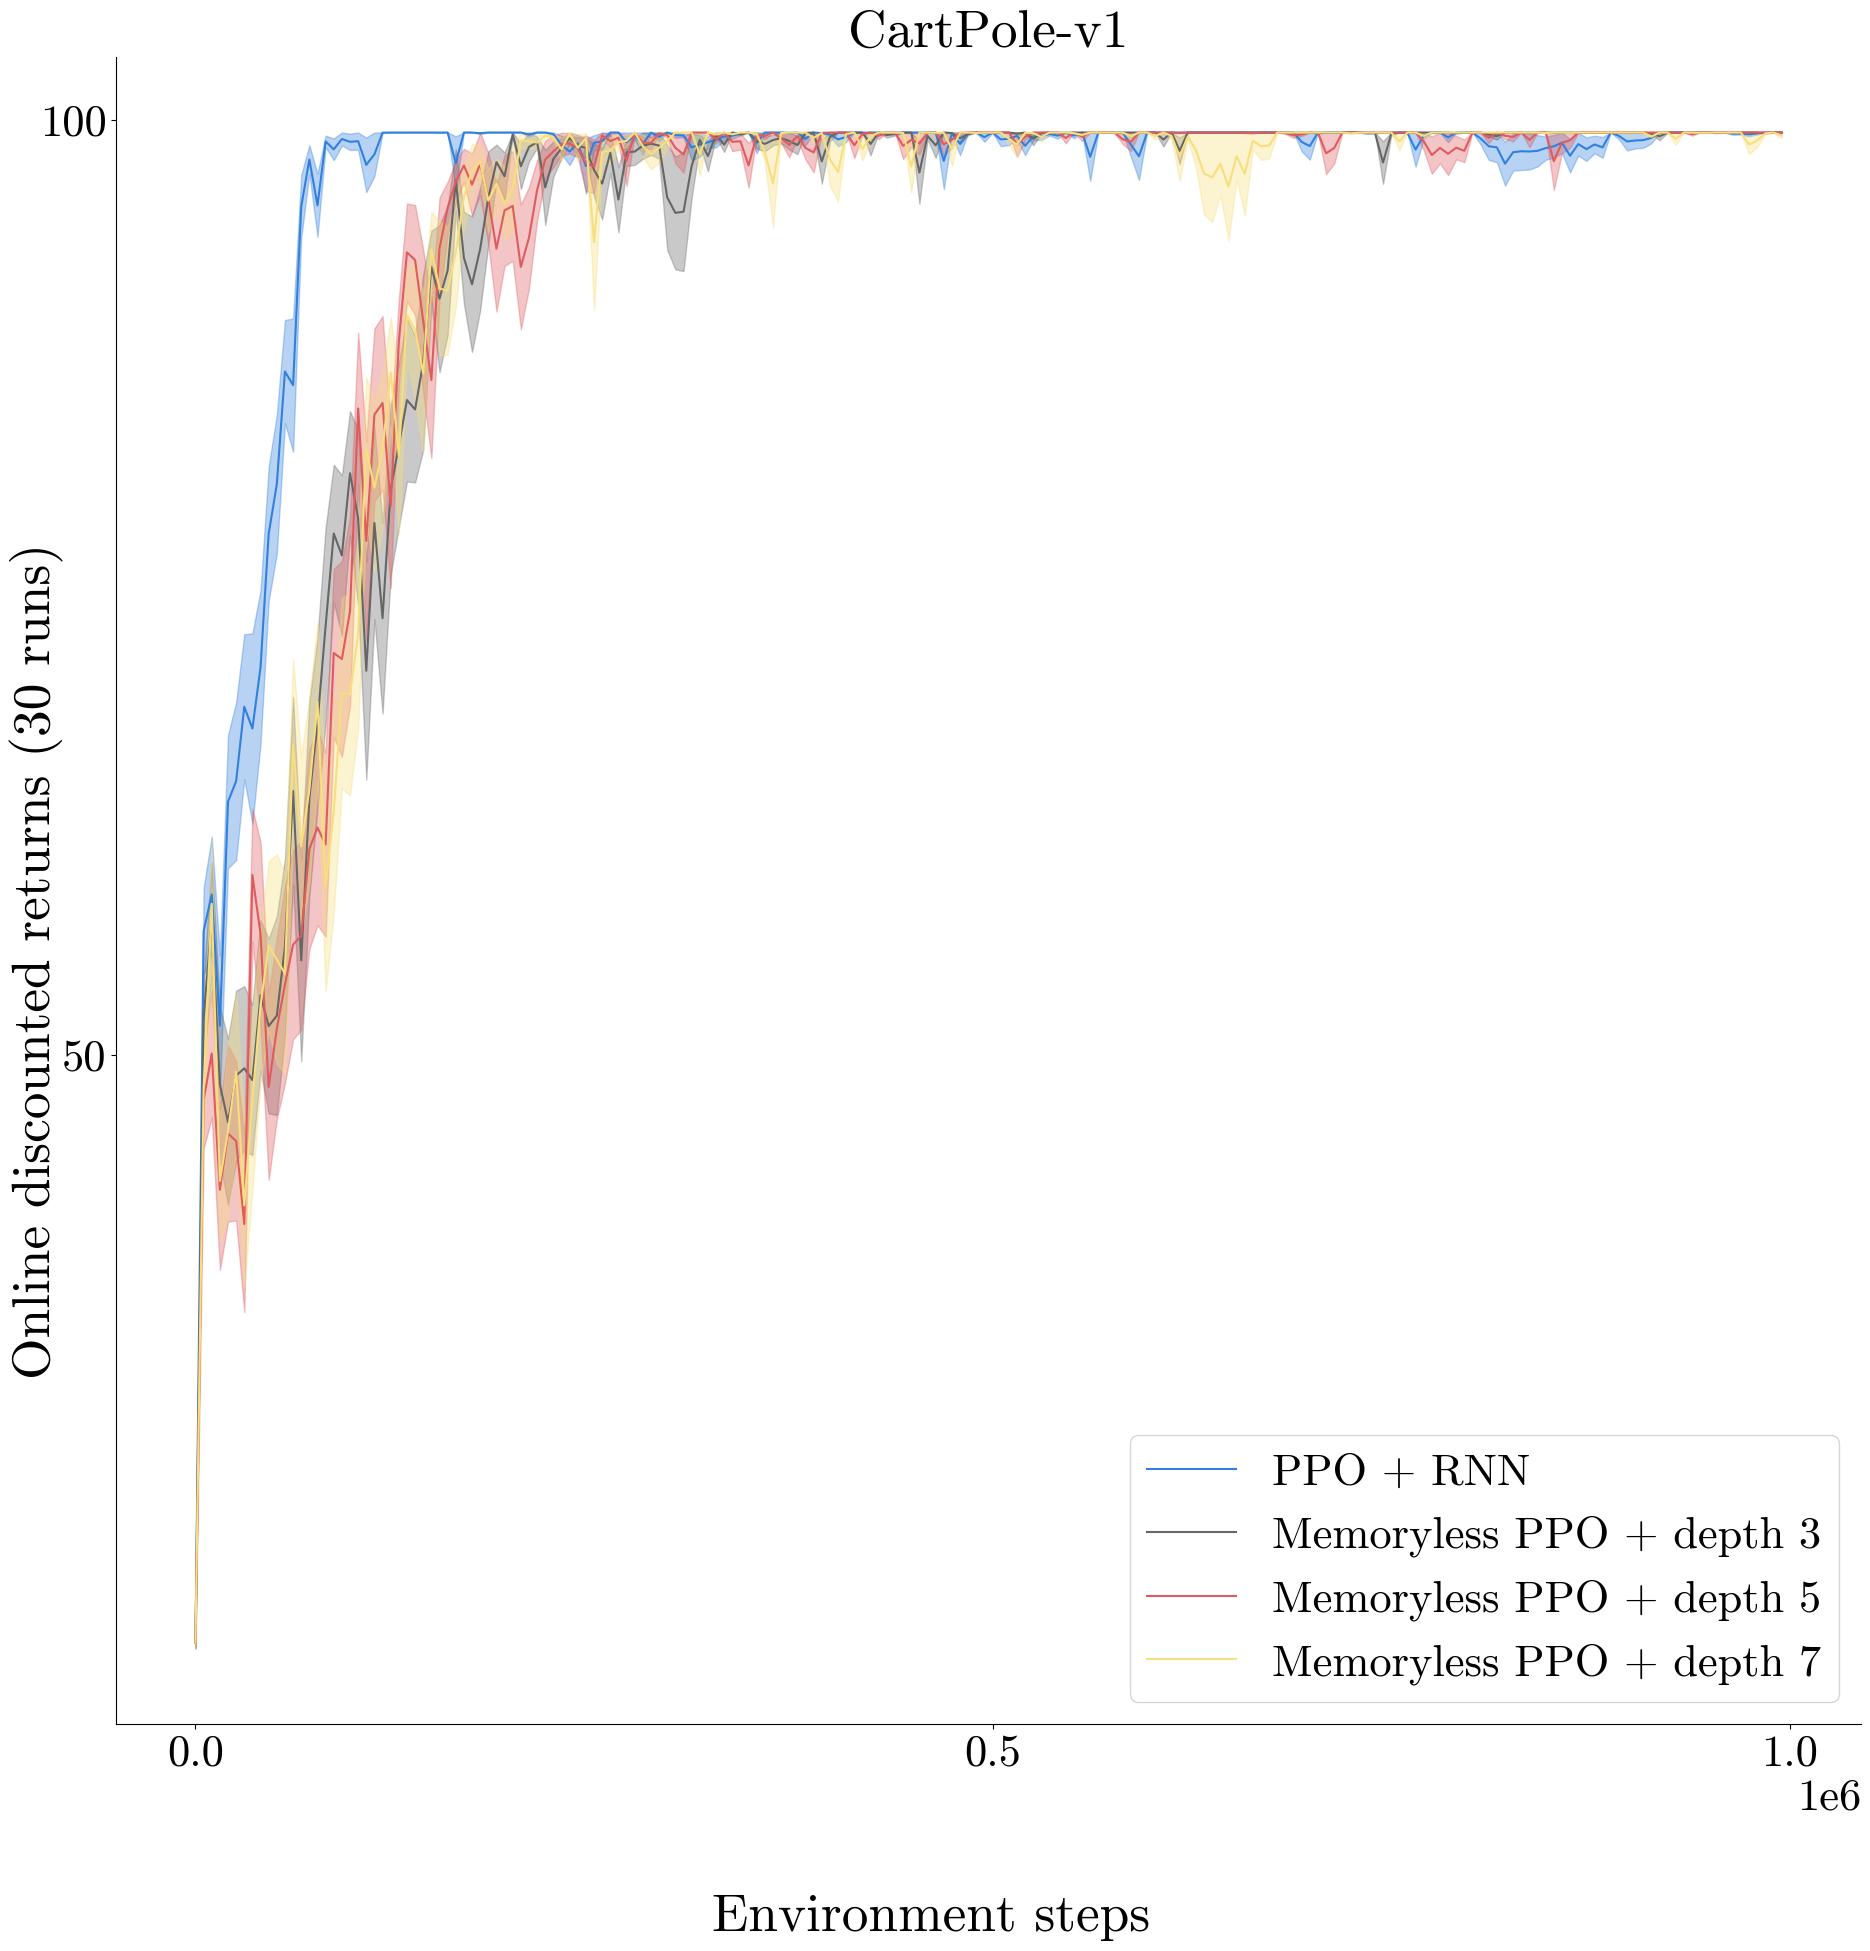 CartPole-v1
Online discounted returns (30 runs)
100
50
PPO + RNN
Memoryless PPO + depth 3
Memoryless PPO + depth 5
Memoryless PPO + depth 7
0.0
0.5
1.0
1e6
Environment steps